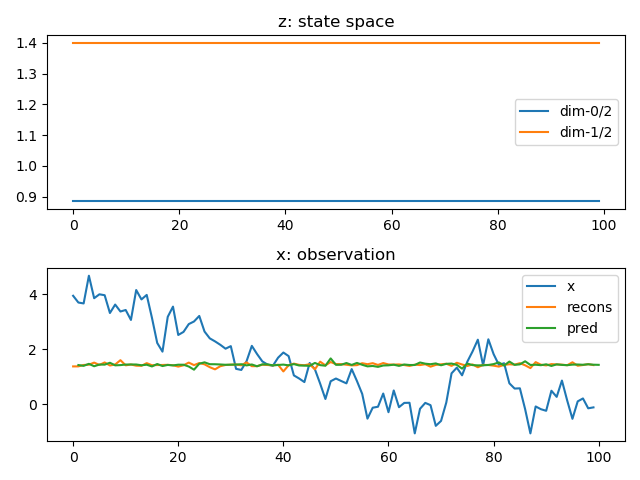 z: state space
1.4
1.3
1.2
1.1
1.0
0.9
dim-0/2
dim-1/2
0 20 40 60 80 100
x: observation
4
2
0
x
recons
pred
0 20 40 60 80 100